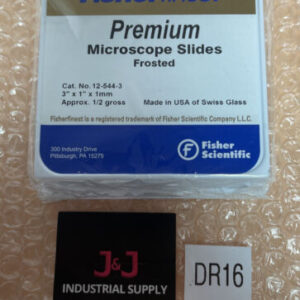 Premium
Microscope Slides
Frosted
Cat. No. 12-544-3
3" x 1" x 1mm
Approx. 1/2 gross
Made in USA of Swiss Glass
Fisherfinest is a registered trademark of Fisher Scientific Company L.L.C.
300 Industry Drive
Pittsburgh, PA 15275
Fisher
Scientific
J&J
INDUSTRIAL SUPPLY
DR16